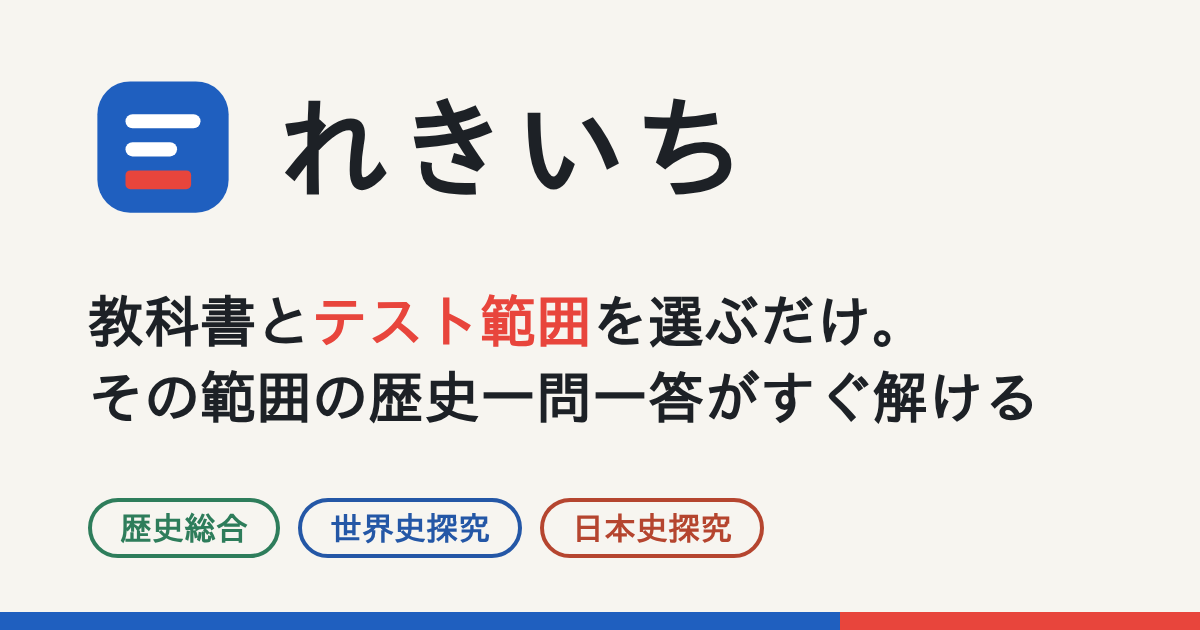 れきいち
教科書とテスト範囲を選ぶだけ。
その範囲の歴史一問一答がすぐ解ける
歴史総合 世界史探究 日本史探究